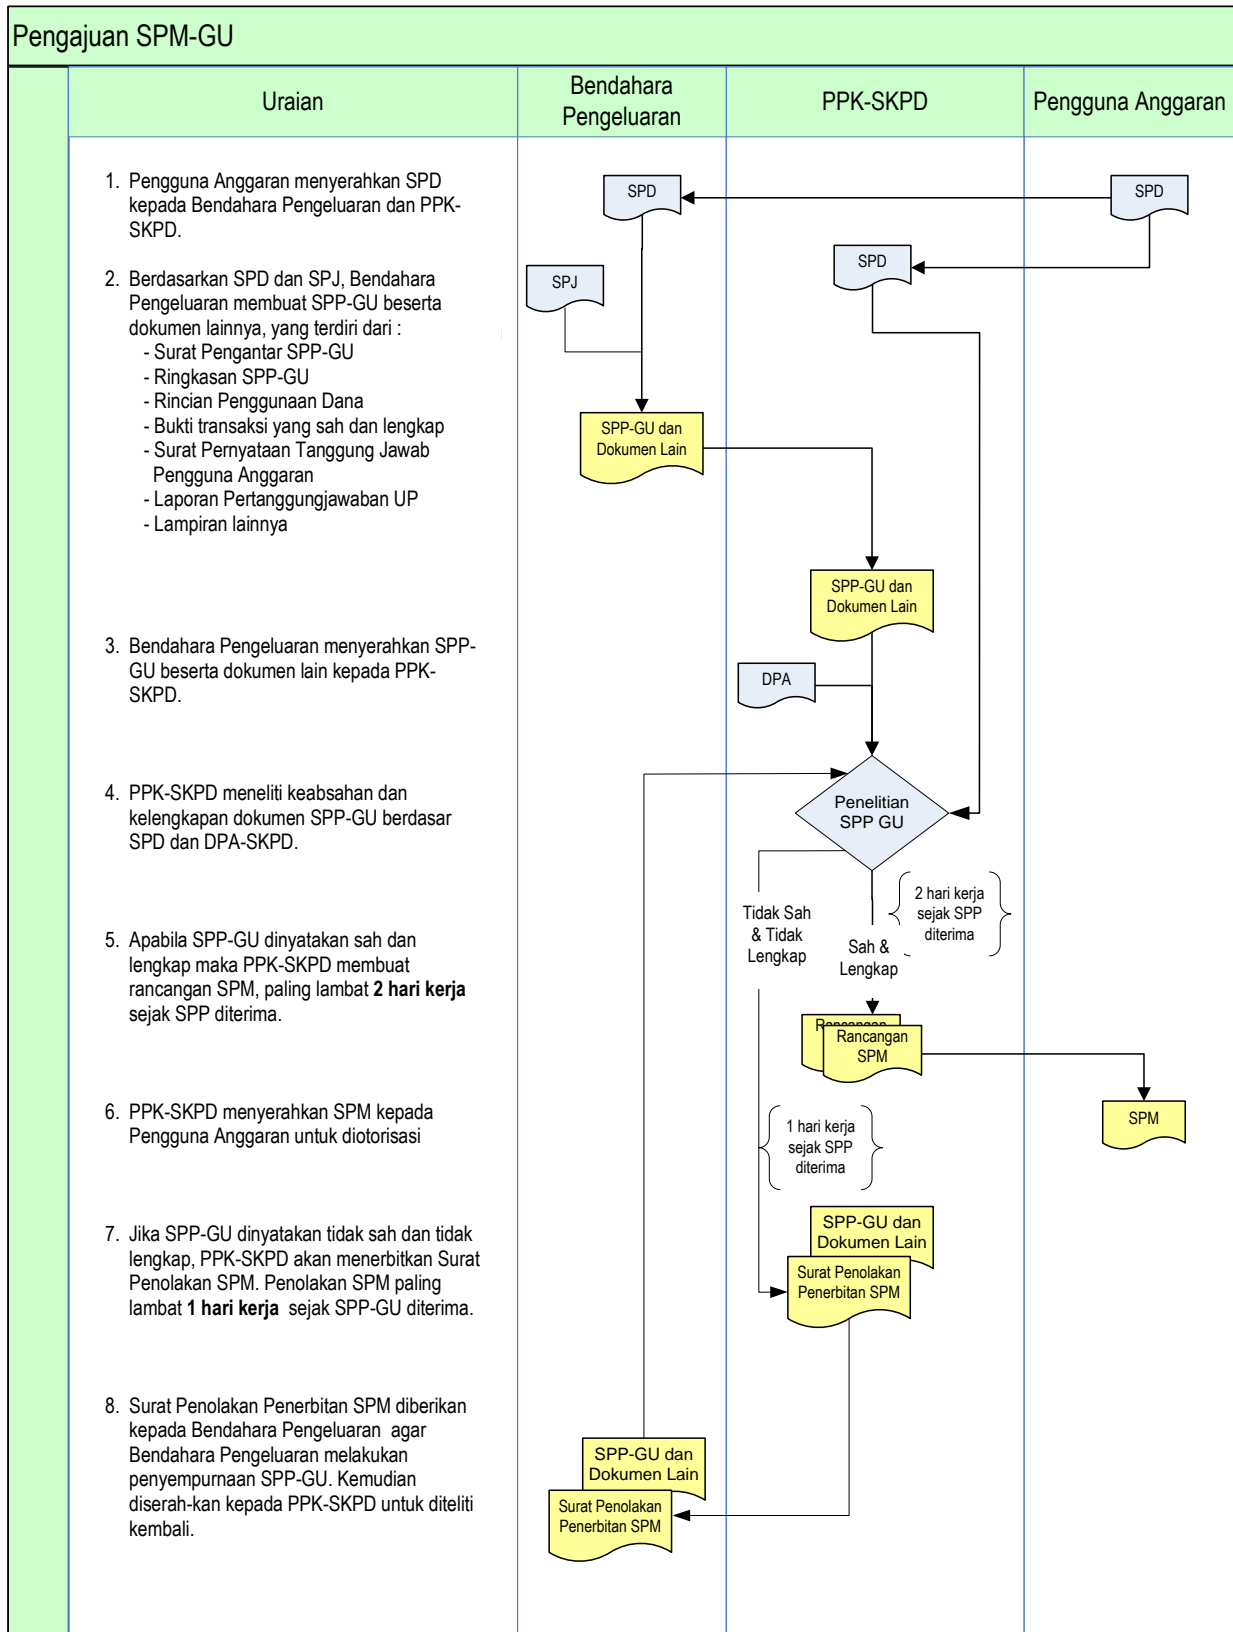 Pengajuan SPM-GU
Uraian
Bendahara
Pengeluaran
PPK-SKPD
Pengguna Anggaran
1. Pengguna Anggaran menyerahkan SPD
kepada Bendahara Pengeluaran dan PPK-
SKPD.
2. Berdasarkan SPD dan SPJ, Bendahara
Pengeluaran membuat SPP-GU beserta
dokumen lainnya, yang terdiri dari :
- Surat Pengantar SPP-GU
- Ringkasan SPP-GU
- Rincian Penggunaan Dana
- Bukti transaksi yang sah dan lengkap
- Surat Pernyataan Tanggung Jawab
Pengguna Anggaran
- Laporan Pertanggungjawaban UP
- Lampiran lainnya
3. Bendahara Pengeluaran menyerahkan SPP-
GU beserta dokumen lain kepada PPK-
SKPD.
4. PPK-SKPD meneliti keabsahan dan
kelengkapan dokumen SPP-GU berdasar
SPD dan DPA-SKPD.
5. Apabila SPP-GU dinyatakan sah dan
lengkap maka PPK-SKPD membuat
rancangan SPM, paling lambat 2 hari kerja
sejak SPP diterima.
6. PPK-SKPD menyerahkan SPM kepada
Pengguna Anggaran untuk diotorisasi
7. Jika SPP-GU dinyatakan tidak sah dan tidak
lengkap, PPK-SKPD akan menerbitkan Surat
Penolakan SPM. Penolakan SPM paling
lambat 1 hari kerja sejak SPP-GU diterima.
8. Surat Penolakan Penerbitan SPM diberikan
kepada Bendahara Pengeluaran agar
Bendahara Pengeluaran melakukan
penyempurnaan SPP-GU. Kemudian
diserah-kan kepada PPK-SKPD untuk diteliti
kembali.
SPD
SPD
SPD
SPJ
SPP-GU dan
Dokumen Lain
SPP-GU dan
Dokumen Lain
DPA
Penelitian
SPP GU
2 hari kerja
sejak SPP
diterima
Tidak Sah
& Tidak
Lengkap
Sah &
Lengkap
Rancangan
Rancangan
SPM
SPM
1 hari kerja
sejak SPP
diterima
SPP-GU dan
Dokumen Lain
Surat Penolakan
Penerbitan SPM
SPP-GU dan
Dokumen Lain
Surat Penolakan
Penerbitan SPM